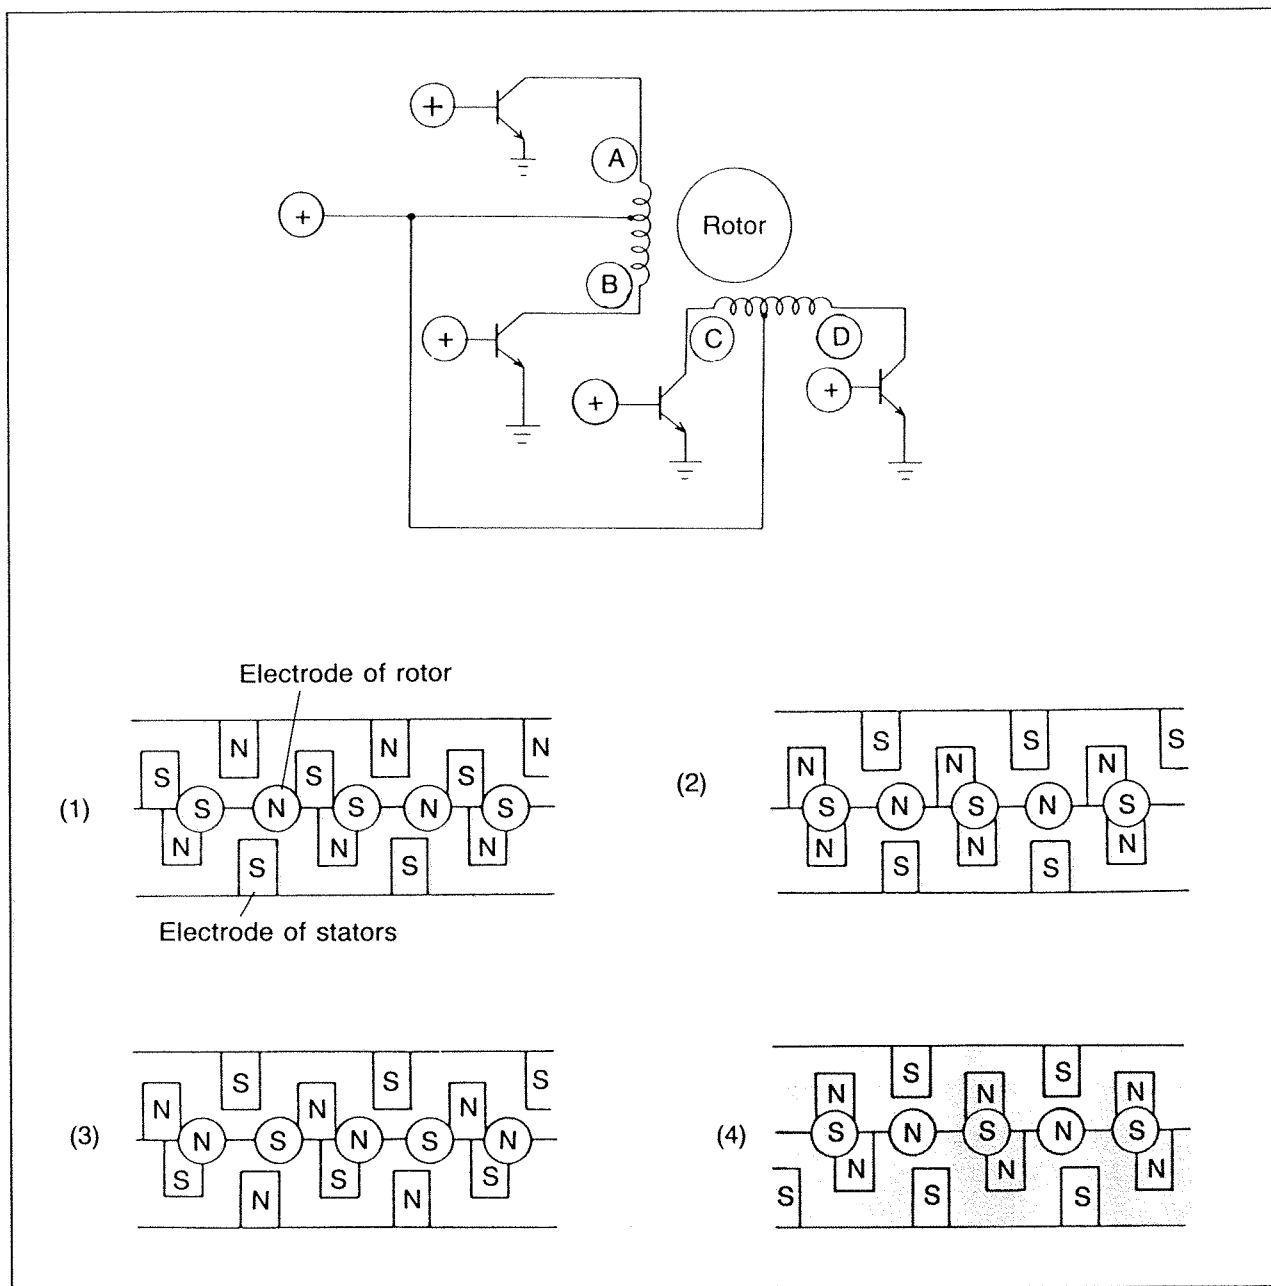 +
A
+
Rotor
B
+
C
D
+
+
Electrode of rotor
(1)
N N N
S S S
S N S N S
N N N
S S
Electrode of stators
(2)
S S S
N N N
S N S N S
N N N
S S
(3)
S S S
N N N
N S N S N
S S S
N N
(4)
S S
N N N
S N S N S
N N N
S S S